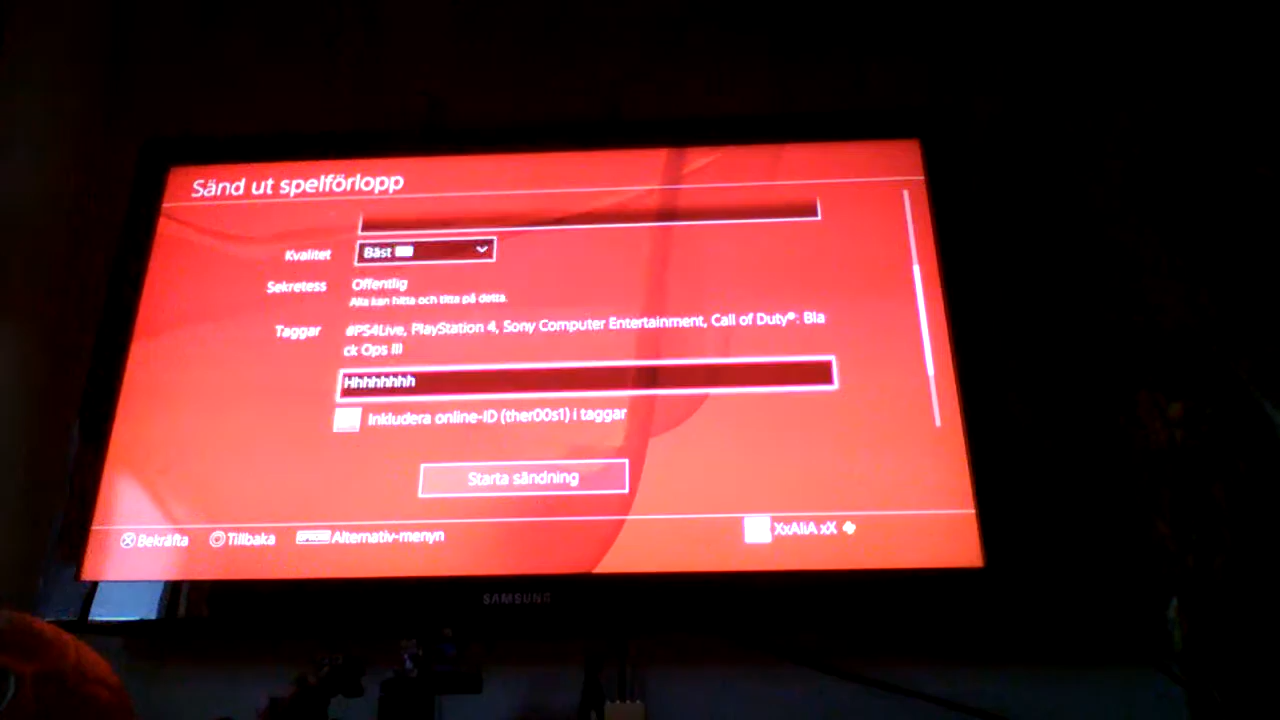 Sänd ut spelförlopp
Kvalitet Bäst
Sekretess Offentlig
Alla kan hitta och titta på detta.
Taggar #PS4Live, PlayStation 4, Sony Computer Entertainment, Call of Duty®: Bla
ck Ops III
Hhhhhhhh
Inkludera online-ID (ther00s1) i taggar
Starta sändning
Bekräfta Tillbaka OPTIONS Alternativ-menyn XxAliA xX
SAMSUNG